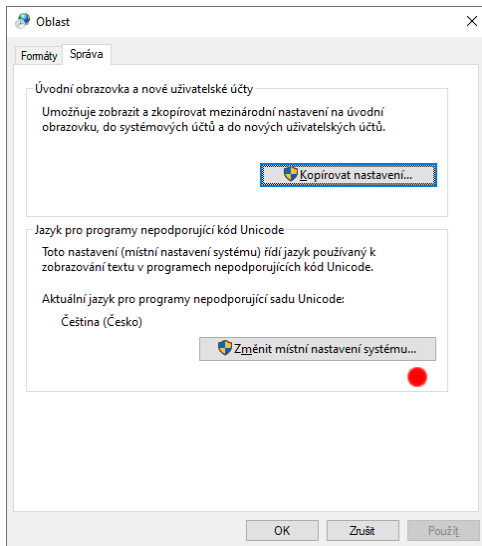 Oblast
Formáty
Správa
Úvodní obrazovka a nové uživatelské účty
Umožňuje zobrazit a zkopírovat mezinárodní nastavení na úvodní
obrazovku, do systémových účtů a do nových uživatelských účtů.
Kopírovat nastavení...
Jazyk pro programy nepodporující kód Unicode
Toto nastavení (místní nastavení systému) řídí jazyk používaný k
zobrazování textu v programech nepodporujících kód Unicode.
Aktuální jazyk pro programy nepodporující sadu Unicode:
Čeština (Česko)
Změnit místní nastavení systému...
OK
Zrušit
Použít